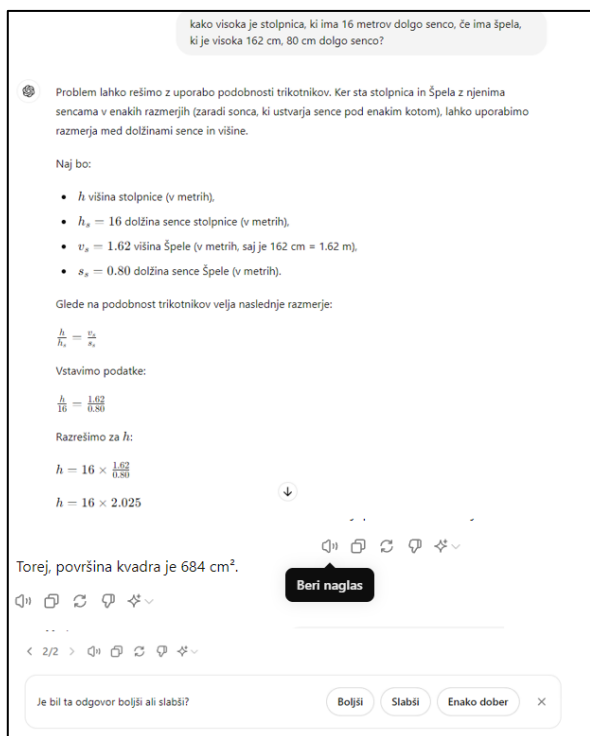 kako visoka je stolpnica, ki ima 16 metrov dolgo senco, če ima špela,
ki je visoka 162 cm, 80 cm dolgo senco?
Problem lahko rešimo z uporabo podobnosti trikotnikov. Ker sta stolpnica in Špela z njenima
sencama v enakih razmerjih (zaradi sonca, ki ustvarja sence pod enakim kotom), lahko uporabimo
razmerja med dolžinami sence in višine.
Naj bo:
• h višina stolpnice (v metrih),
• hₛ = 16 dolžina sence stolpnice (v metrih),
• vₛ = 1.62 višina Špele (v metrih, saj je 162 cm = 1.62 m),
• sₛ = 0.80 dolžina sence Špele (v metrih).
Glede na podobnost trikotnikov velja naslednje razmerje:
h/hₛ = vₛ/sₛ
Vstavimo podatke:
h/16 = 1.62/0.80
Razrešimo za h:
h = 16 × 1.62/0.80
h = 16 × 2.025
Torej, površina kvadra je 684 cm².
Beri naglas
< 2/2 >
Je bil ta odgovor boljši ali slabši?
Boljši Slabši Enako dober